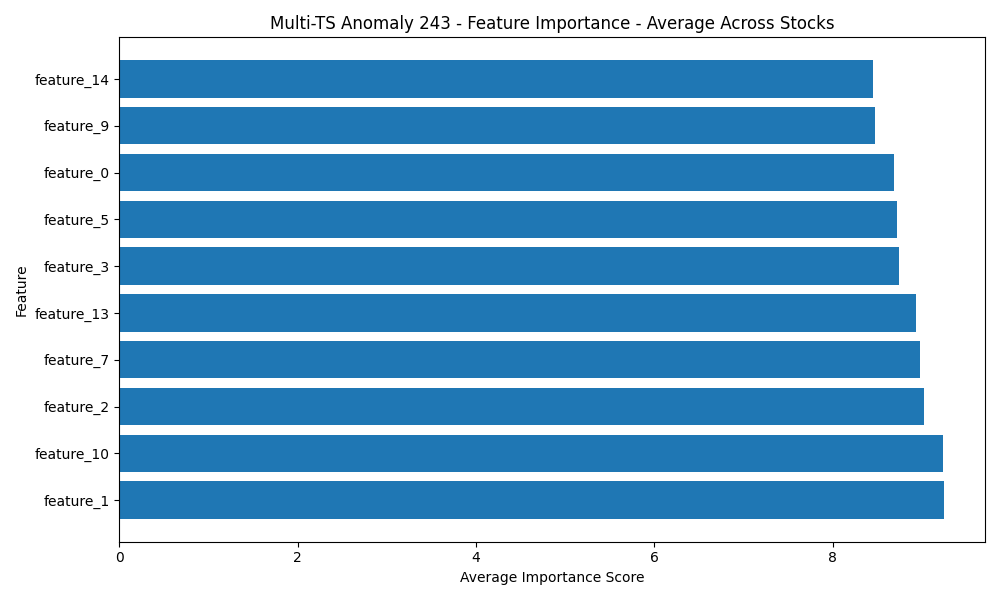 Multi-TS Anomaly 243 - Feature Importance - Average Across Stocks
Feature
feature_14
feature_9
feature_0
feature_5
feature_3
feature_13
feature_7
feature_2
feature_10
feature_1
0 2 4 6 8
Average Importance Score